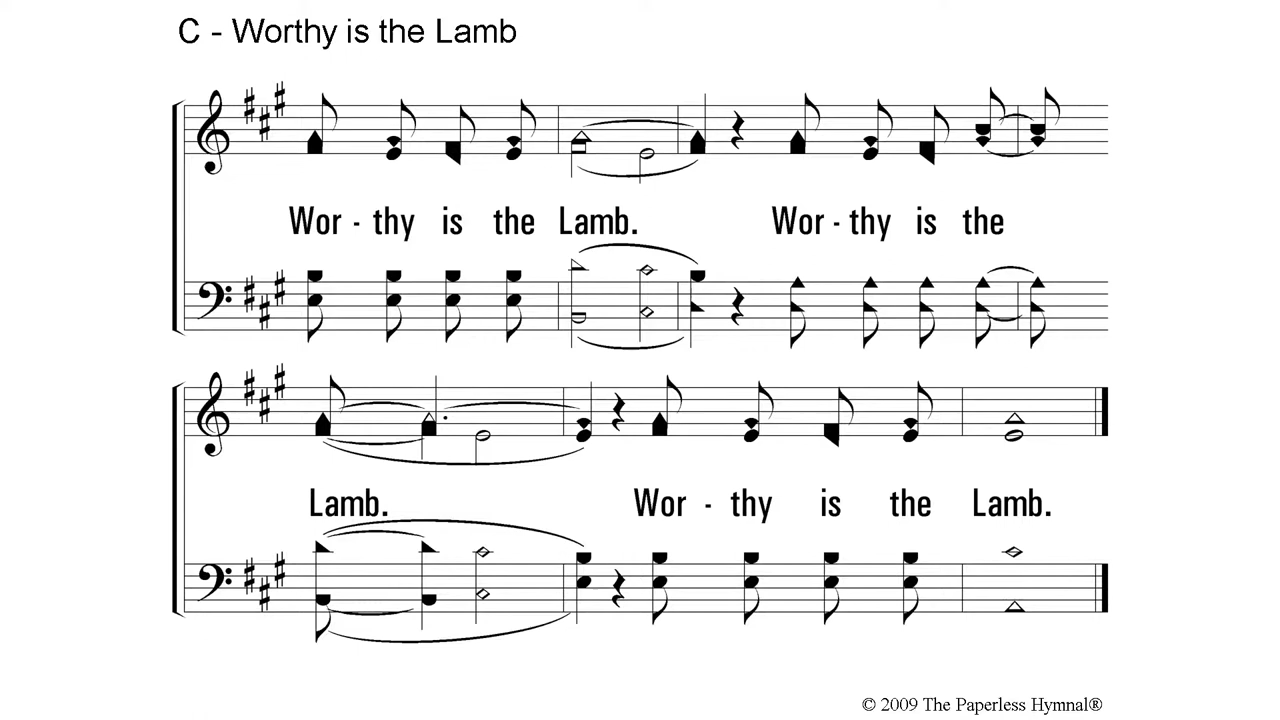 C - Worthy is the Lamb
Wor - thy is the Lamb. Wor - thy is the
Lamb. Wor - thy is the Lamb.
© 2009 The Paperless Hymnal®